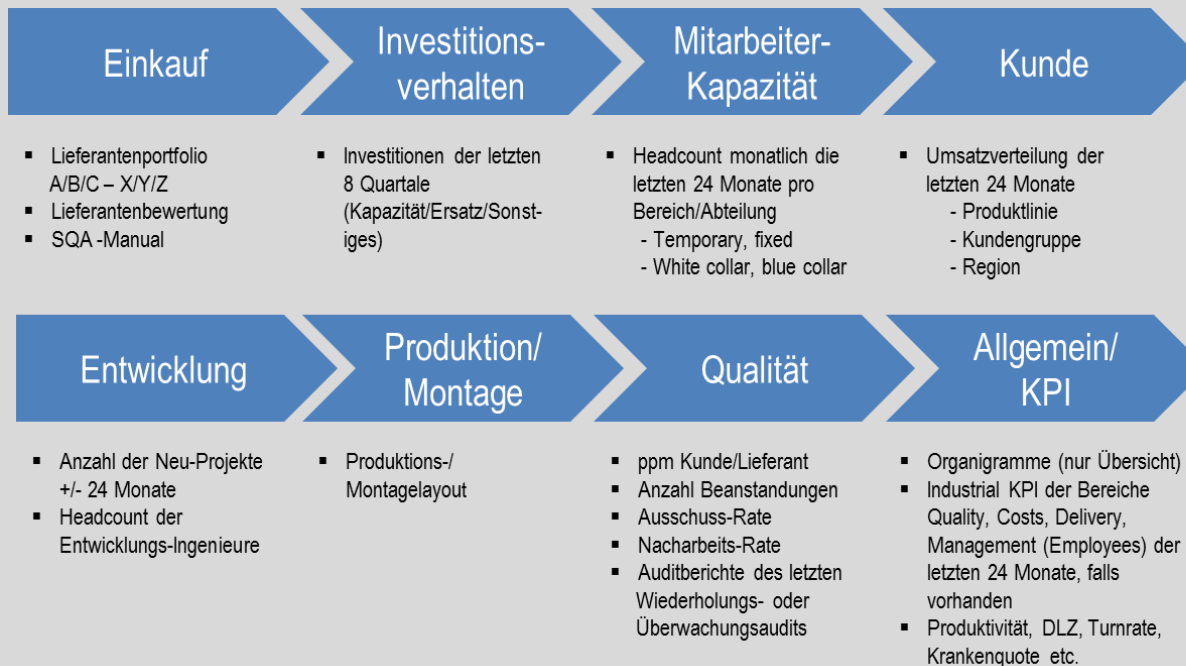 Einkauf
Investitions-
verhalten
Mitarbeiter-
Kapazität
Kunde
▪ Lieferantenportfolio
A/B/C – X/Y/Z
▪ Lieferantenbewertung
▪ SQA -Manual
▪ Investitionen der letzten
8 Quartale
(Kapazität/Ersatz/Sonst-
iges)
▪ Headcount monatlich die
letzten 24 Monate pro
Bereich/Abteilung
- Temporary, fixed
- White collar, blue collar
▪ Umsatzverteilung der
letzten 24 Monate
- Produktlinie
- Kundengruppe
- Region
Entwicklung
Produktion/
Montage
Qualität
Allgemein/
KPI
▪ Anzahl der Neu-Projekte
+/- 24 Monate
▪ Headcount der
Entwicklungs-Ingenieure
▪ Produktions-/
Montagelayout
▪ ppm Kunde/Lieferant
▪ Anzahl Beanstandungen
▪ Ausschuss-Rate
▪ Nacharbeits-Rate
▪ Auditberichte des letzten
Wiederholungs- oder
Überwachungsaudits
▪ Organigramme (nur Übersicht)
▪ Industrial KPI der Bereiche
Quality, Costs, Delivery,
Management (Employees) der
letzten 24 Monate, falls
vorhanden
▪ Produktivität, DLZ, Turnrate,
Krankenquote etc.